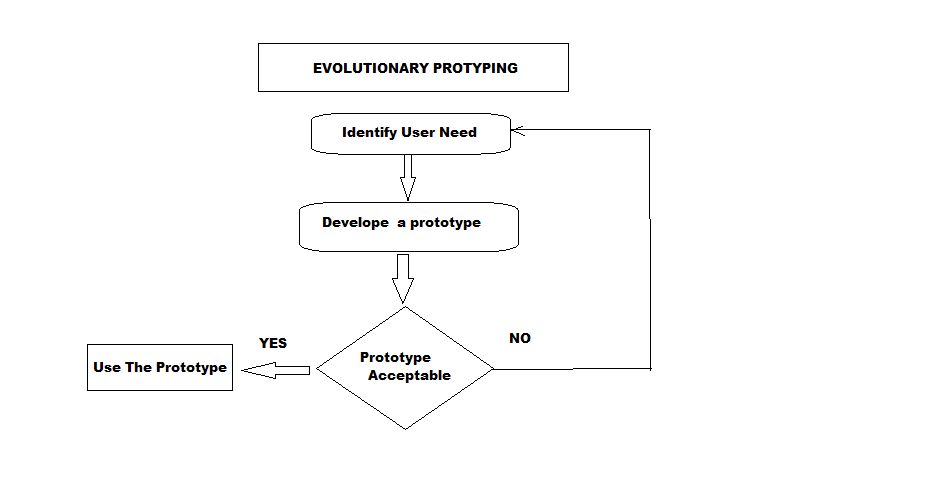 EVOLUTIONARY PROTYPING
Identify User Need
Develope a prototype
YES
NO
Prototype
Acceptable
Use The Prototype